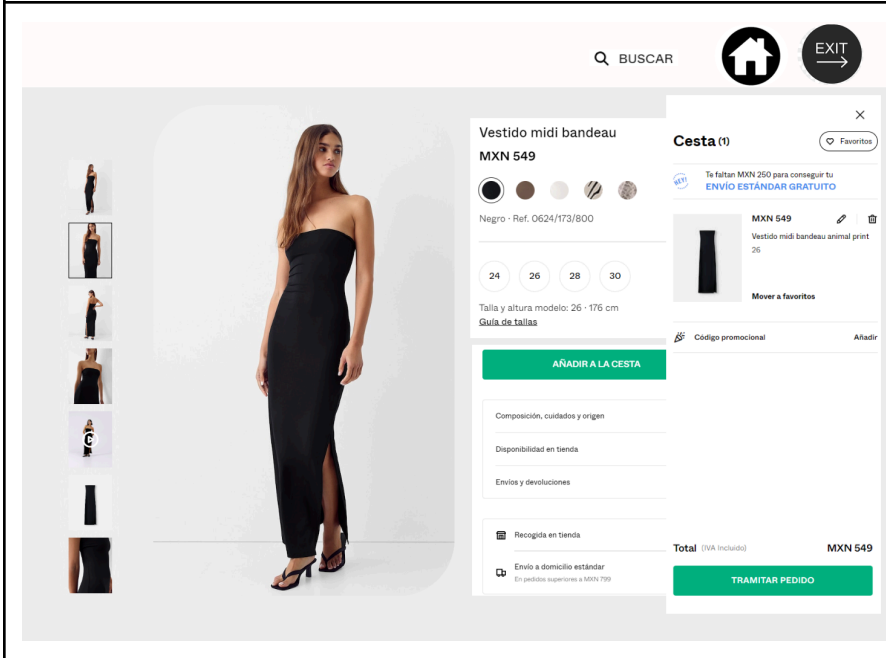 BUSCAR
EXIT
Vestido midi bandeau
MXN 549
Negro · Ref. 0624/173/800
24 26 28 30
Talla y altura modelo: 26 · 176 cm
Guía de tallas
AÑADIR A LA CESTA
Composición, cuidados y origen
Disponibilidad en tienda
Envíos y devoluciones
Recogida en tienda
Envío a domicilio estándar
En pedidos superiores a MXN 799
Cesta (1)
Favoritos
HEY!
Te faltan MXN 250 para conseguir tu
ENVÍO ESTÁNDAR GRATUITO
MXN 549
Vestido midi bandeau animal print
26
Mover a favoritos
Código promocional Añadir
Total (IVA Incluido) MXN 549
TRAMITAR PEDIDO